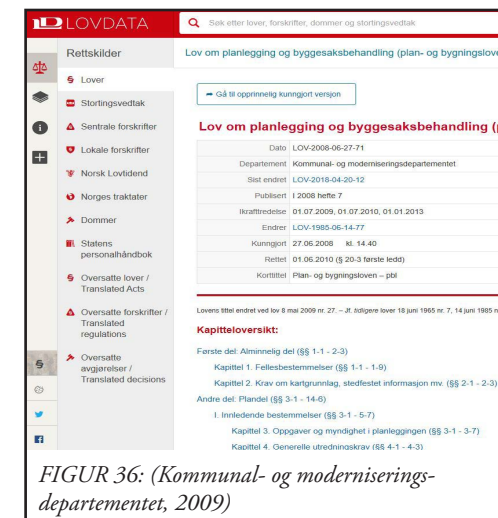 LOVDATA
Søk etter lover, forskrifter, dommer og stortingsvedtak
Rettskilder
Lover
Stortingsvedtak
Sentrale forskrifter
Lokale forskrifter
Norsk Lovtidend
Norges traktater
Dommer
Statens
personalhåndbok
Oversatte lover /
Translated Acts
Oversatte forskrifter /
Translated
regulations
Oversatte
avgjørelser /
Translated decisions
Lov om planlegging og byggesaksbehandling (plan- og bygningslove
Gå til opprinnelig kunngjort versjon
Lov om planlegging og byggesaksbehandling (p
Dato LOV-2008-06-27-71
Departement Kommunal- og moderniseringsdepartementet
Sist endret LOV-2018-04-20-12
Publisert I 2008 hefte 7
Ikrafttredelse 01.07.2009, 01.07.2010, 01.01.2013
Endrer LOV-1985-06-14-77
Kunngjort 27.06.2008 kl. 14.40
Rettet 01.06.2010 (§ 20-3 første ledd)
Korttittel Plan- og bygningsloven – pbl
Lovens tittel endret ved lov 8 mai 2009 nr. 27. – Jf. tidligere lover 18 juni 1965 nr. 7, 14 juni 1985 n
Kapitteloversikt:
Første del: Alminnelig del (§§ 1-1 - 2-3)
Kapittel 1. Fellesbestemmelser (§§ 1-1 - 1-9)
Kapittel 2. Krav om kartgrunnlag, stedfestet informasjon mv. (§§ 2-1 - 2-3)
Andre del: Plandel (§§ 3-1 - 14-6)
I. Innledende bestemmelser (§§ 3-1 - 5-7)
Kapittel 3. Oppgaver og myndighet i planleggingen (§§ 3-1 - 3-7)
Kapittel 4. Generelle utredningskrav (§§ 4-1 - 4-3)
FIGUR 36: (Kommunal- og moderniserings-
departementet, 2009)